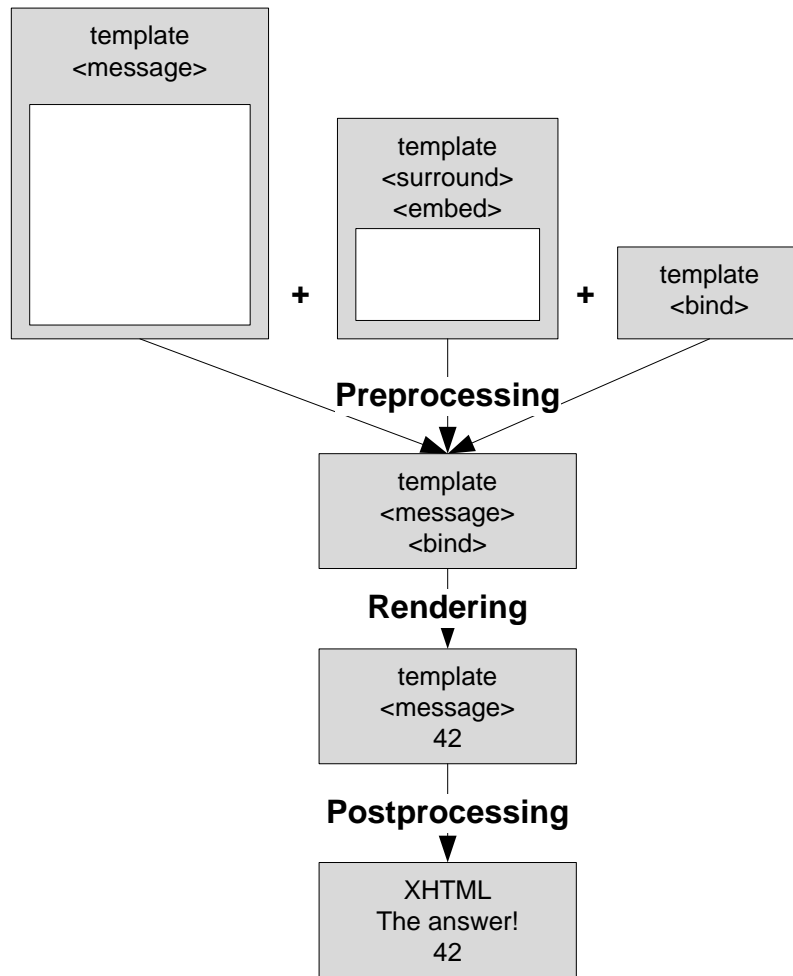 template
<message>
template
<surround>
<embed>
template
<bind>
+
+
Preprocessing
template
<message>
<bind>
Rendering
template
<message>
42
Postprocessing
XHTML
The answer!
42